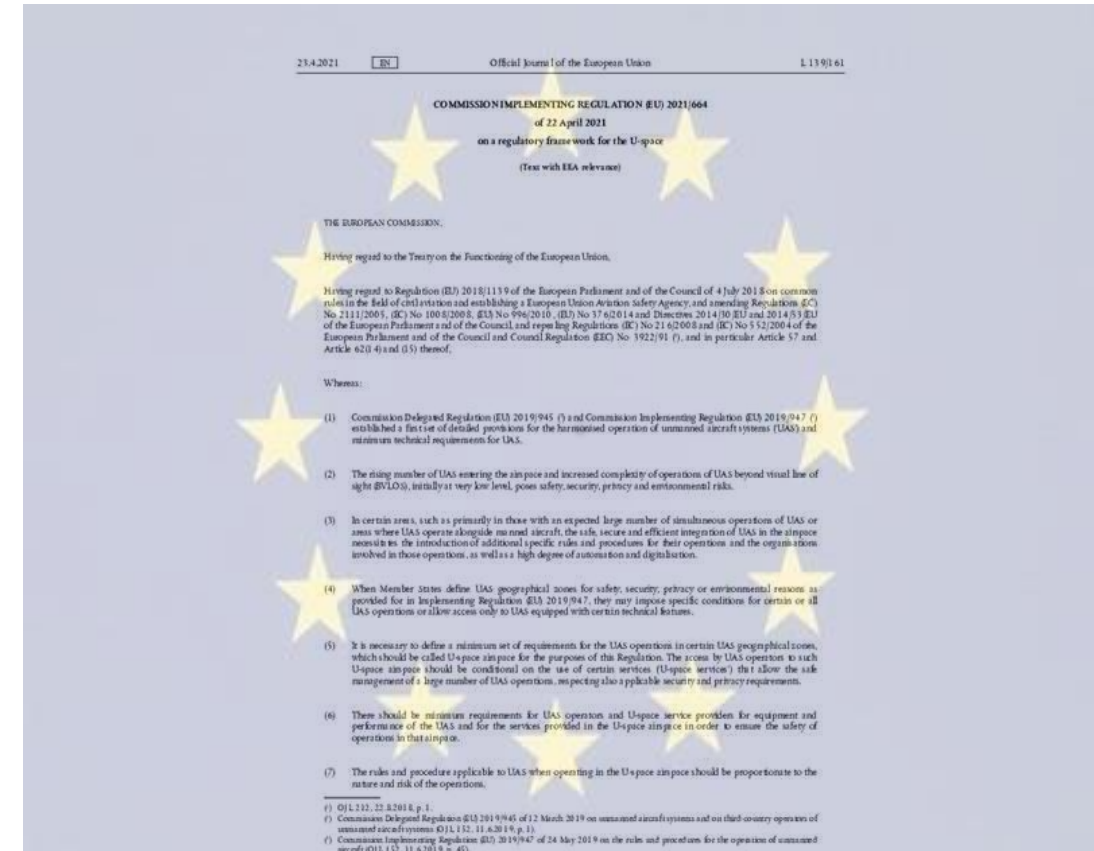 23.4.2021 EN Official Journal of the European Union L 139/161
COMMISSION IMPLEMENTING REGULATION (EU) 2021/664
of 22 April 2021
on a regulatory framework for the U-space
(Text with EEA relevance)
THE EUROPEAN COMMISSION,
Having regard to the Treaty on the Functioning of the European Union,
Having regard to Regulation (EU) 2018/1139 of the European Parliament and of the Council of 4 July 2018 on common
rules in the field of civil aviation and establishing a European Union Aviation Safety Agency, and amending Regulations (EC)
No 2111/2005, (EC) No 1008/2008, (EU) No 996/2010, (EU) No 376/2014 and Directives 2014/30/EU and 2014/53/EU
of the European Parliament and of the Council, and repealing Regulations (EC) No 216/2008 and (EC) No 552/2004 of the
European Parliament and of the Council and Council Regulation (EEC) No 3922/91 (¹), and in particular Article 57 and
Article 62(14) and (15) thereof,
Whereas:
(1) Commission Delegated Regulation (EU) 2019/945 (²) and Commission Implementing Regulation (EU) 2019/947 (³)
established a first set of detailed provisions for the harmonised operation of unmanned aircraft systems ('UAS') and
minimum technical requirements for UAS.
(2) The rising number of UAS entering the airspace and increased complexity of operations of UAS beyond visual line of
sight (BVLOS), initially at very low level, poses safety, security, privacy and environmental risks.
(3) In certain areas, such as primarily in those with an expected large number of simultaneous operations of UAS or
areas where UAS operate alongside manned aircraft, the safe, secure and efficient integration of UAS in the airspace
necessitates the introduction of additional specific rules and procedures for their operations and the organisations
involved in those operations, as well as a high degree of automation and digitalisation.
(4) When Member States define UAS geographical zones for safety, security, privacy or environmental reasons as
provided for in Implementing Regulation (EU) 2019/947, they may impose specific conditions for certain or all
UAS operations or allow access only to UAS equipped with certain technical features.
(5) It is necessary to define a minimum set of requirements for the UAS operations in certain UAS geographical zones,
which should be called U-space airspace for the purposes of this Regulation. The access by UAS operators to such
U-space airspace should be conditional on the use of certain services ('U-space services') that allow the safe
management of a large number of UAS operations, respecting also applicable security and privacy requirements.
(6) There should be minimum requirements for UAS operators and U-space service providers for equipment and
performance of the UAS and for the services provided in the U-space airspace in order to ensure the safety of
operations in that airspace.
(7) The rules and procedure applicable to UAS when operating in the U-space airspace should be proportionate to the
nature and risk of the operations.
(¹) OJ L 212, 22.8.2018, p. 1.
(²) Commission Delegated Regulation (EU) 2019/945 of 12 March 2019 on unmanned aircraft systems and on third-country operators of
unmanned aircraft systems (OJ L 152, 11.6.2019, p. 1).
(³) Commission Implementing Regulation (EU) 2019/947 of 24 May 2019 on the rules and procedures for the operation of unmanned
aircraft (OJ L 152, 11.6.2019, p. 45).